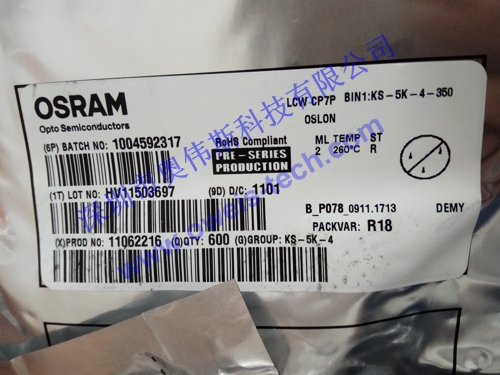 OSRAM
Opto Semiconductors
LCW CP7P BIN1:KS-5K-4-350
OSLON
(6P) BATCH NO: 1004592317
RoHS Compliant
PRE-SERIES
PRODUCTION
ML TEMP ST
2 260°C R
(1T) LOT NO: HV11503697 (9D) D/C: 1101
B_P078_0911.1713 DEMY
PACKVAR: R18
(X)PROD NO: 11062216 (Q)QTY: 600 (G)GROUP: KS-5K-4
深圳市奥伟斯科技有限公司
www.oweis-tech.com